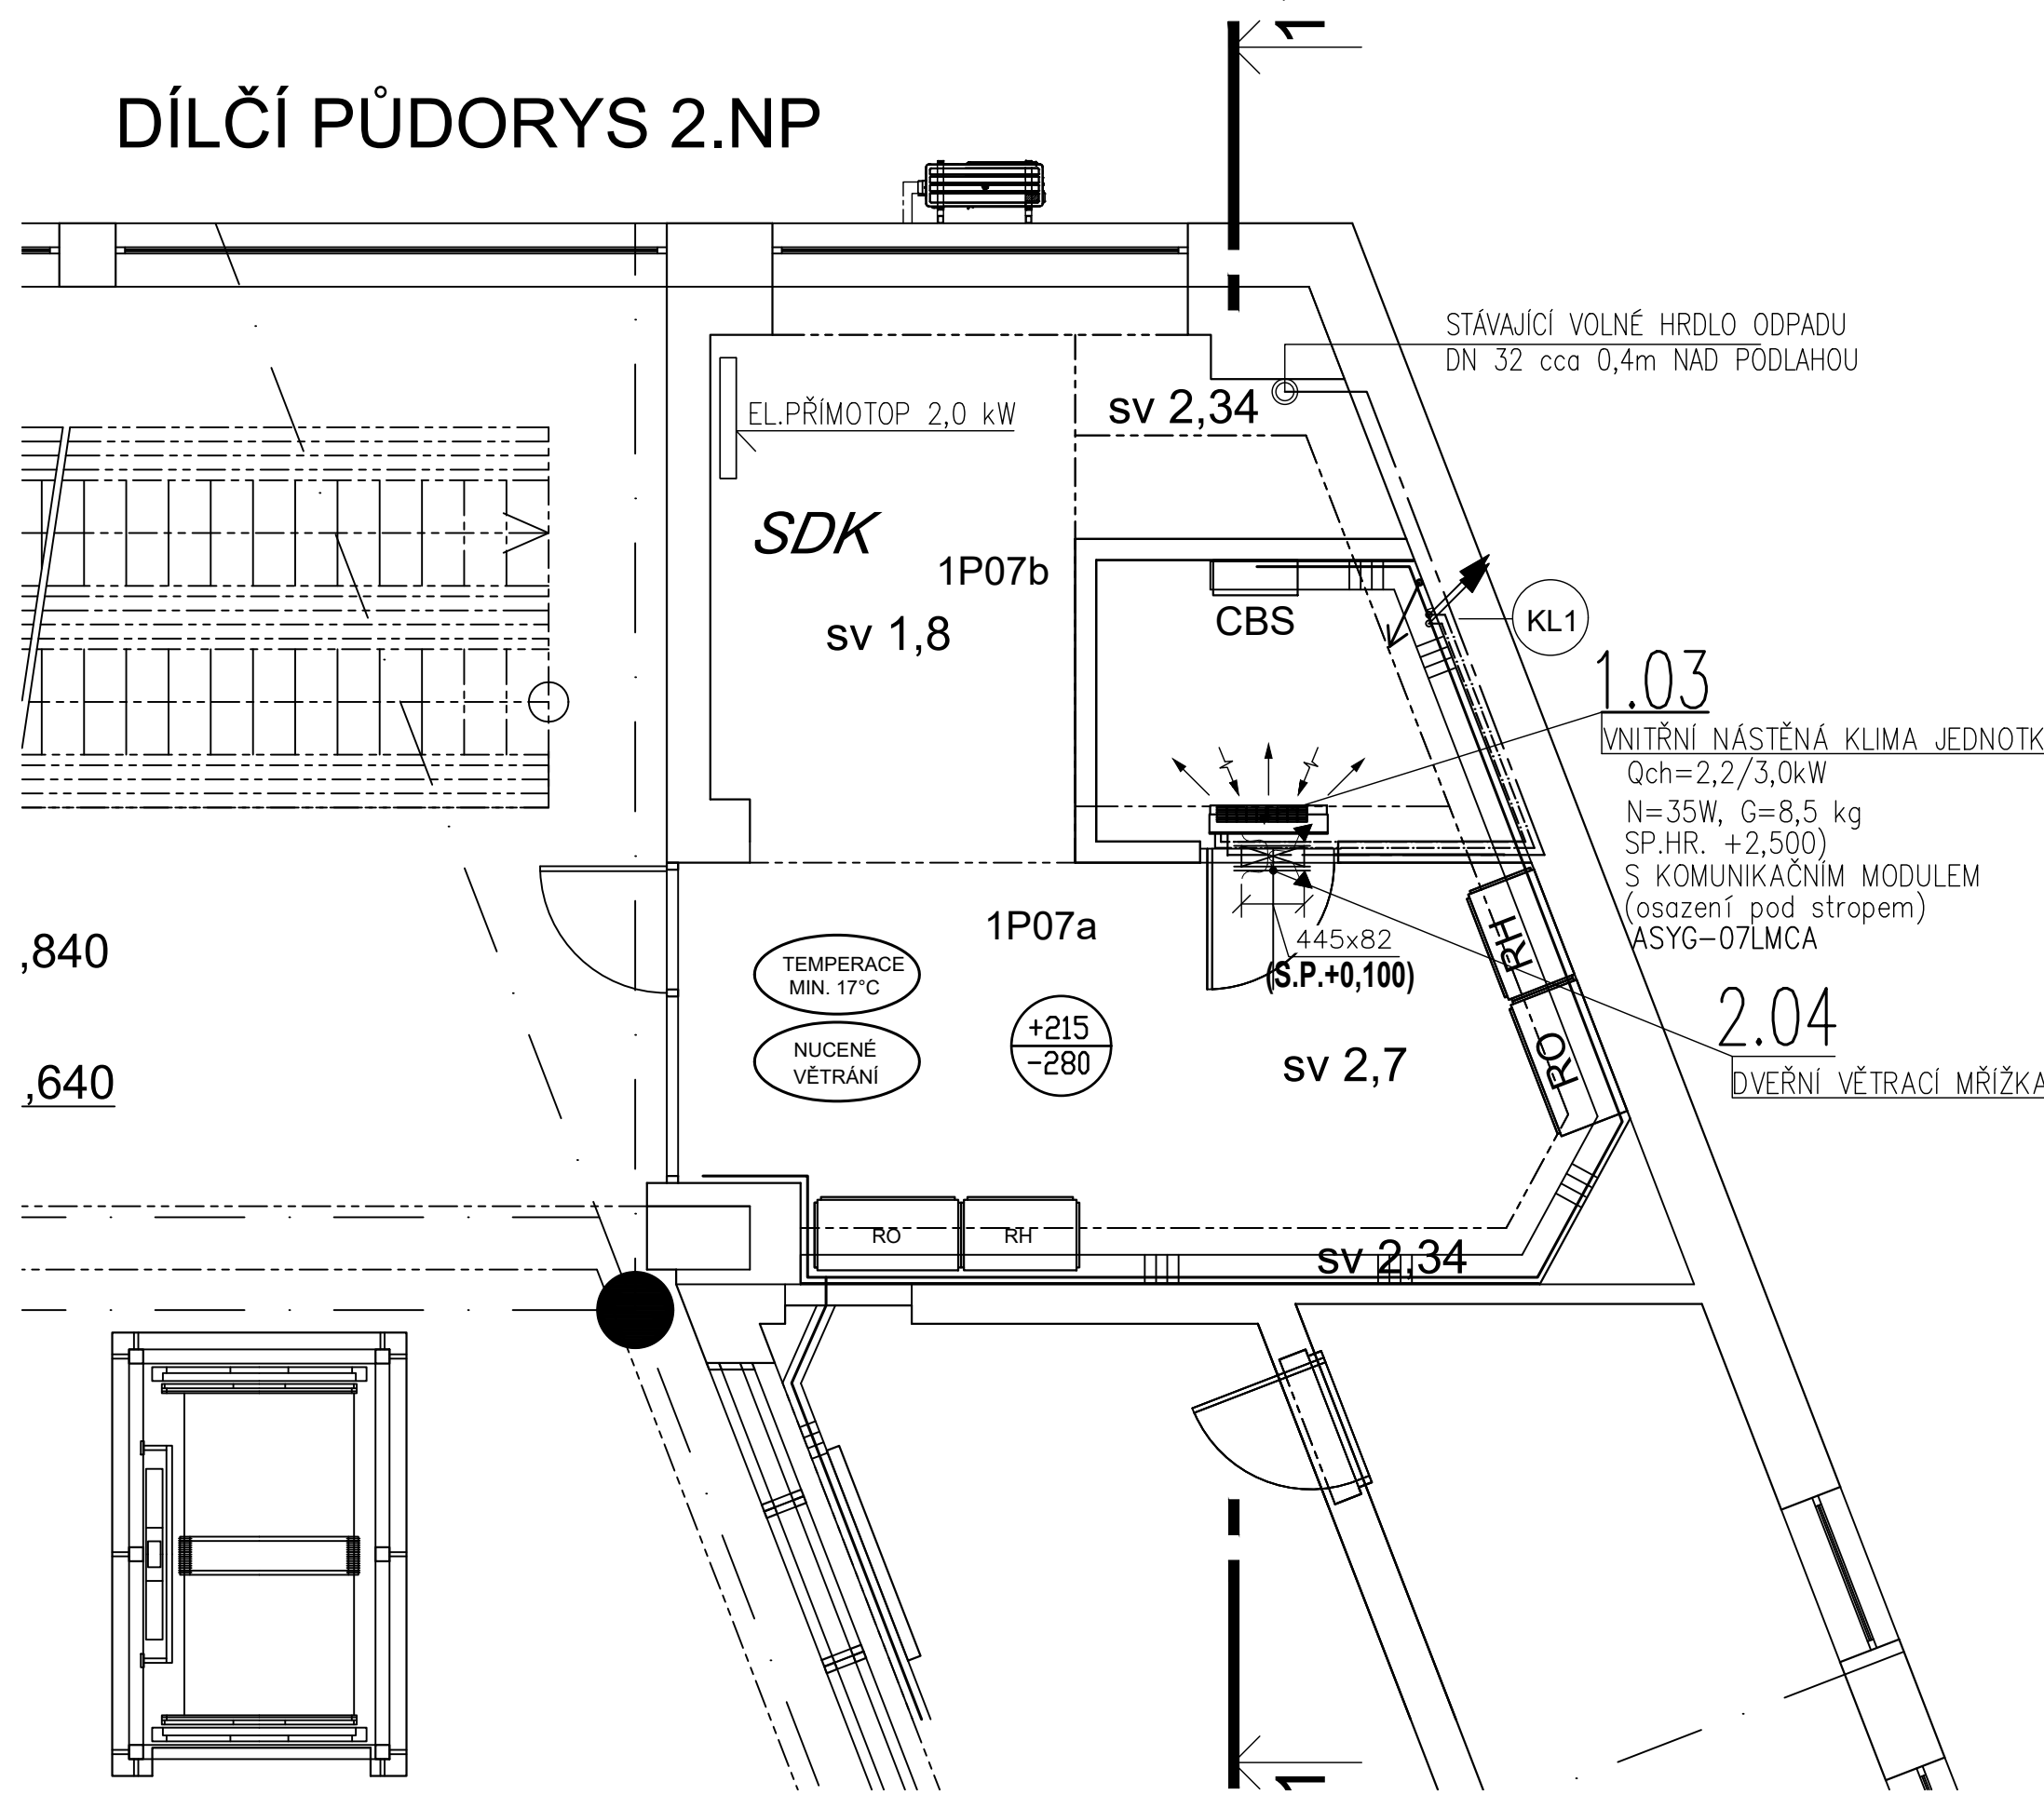 1
DÍLČÍ PŮDORYS 2.NP
STÁVAJÍCÍ VOLNÉ HRDLO ODPADU
DN 32 cca 0,4m NAD PODLAHOU
EL.PŘÍMOTOP 2,0 kW
sv 2,34
SDK
1P07b
sv 1,8
CBS
KL1
1.03
VNITŘNÍ NÁSTĚNÁ KLIMA JEDNOTK
Qch=2,2/3,0kW
N=35W, G=8,5 kg
SP.HR. +2,500)
S KOMUNIKAČNÍM MODULEM
(osazení pod stropem)
ASYG-07LMCA
1P07a
445x82
(S.P.+0,100)
RH
RO
,840
TEMPERACE
MIN. 17°C
+215
-280
NUCENÉ
VĚTRÁNÍ
sv 2,7
2.04
DVEŘNÍ VĚTRACÍ MŘÍŽKA
,640
RO
RH
sv 2,34
1